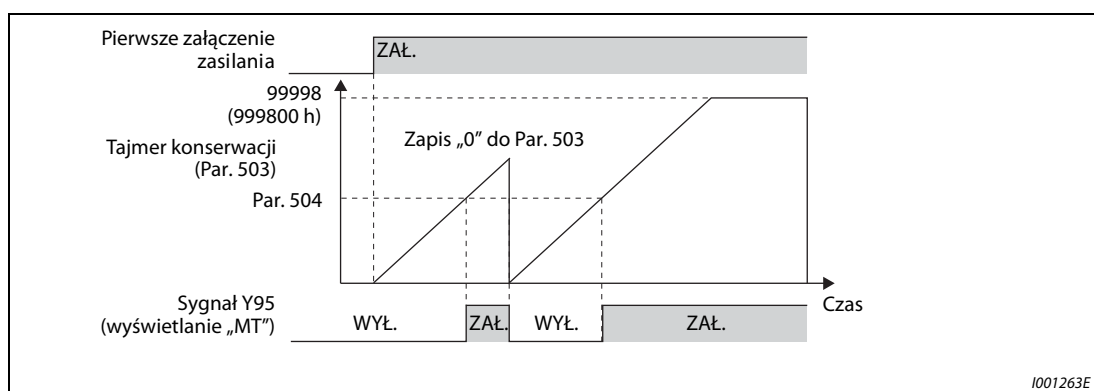 Pierwsze załączenie
zasilania
ZAŁ.
99998
(999800 h)
Tajmer konserwacji
(Par. 503)
Zapis „0” do Par. 503
Par. 504
Czas
Sygnał Y95
(wyświetlanie „MT”)
WYŁ.
ZAŁ.
WYŁ.
ZAŁ.
I001263E